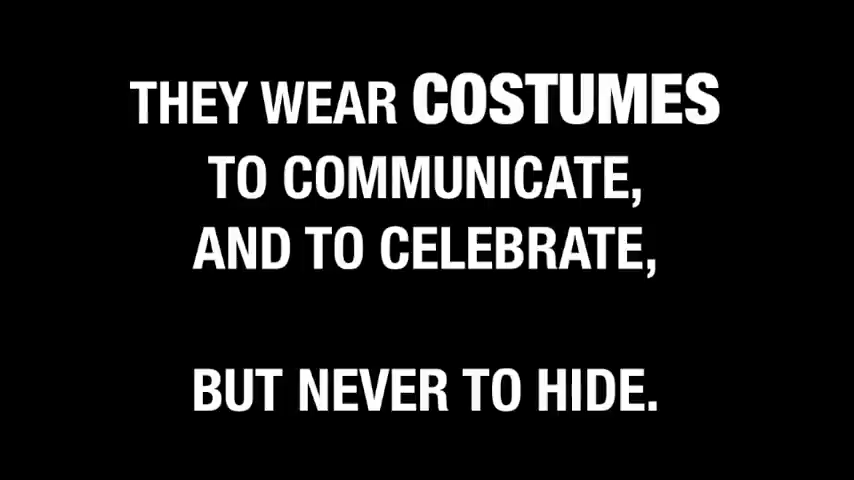 THEY WEAR COSTUMES
TO COMMUNICATE,
AND TO CELEBRATE,
BUT NEVER TO HIDE.